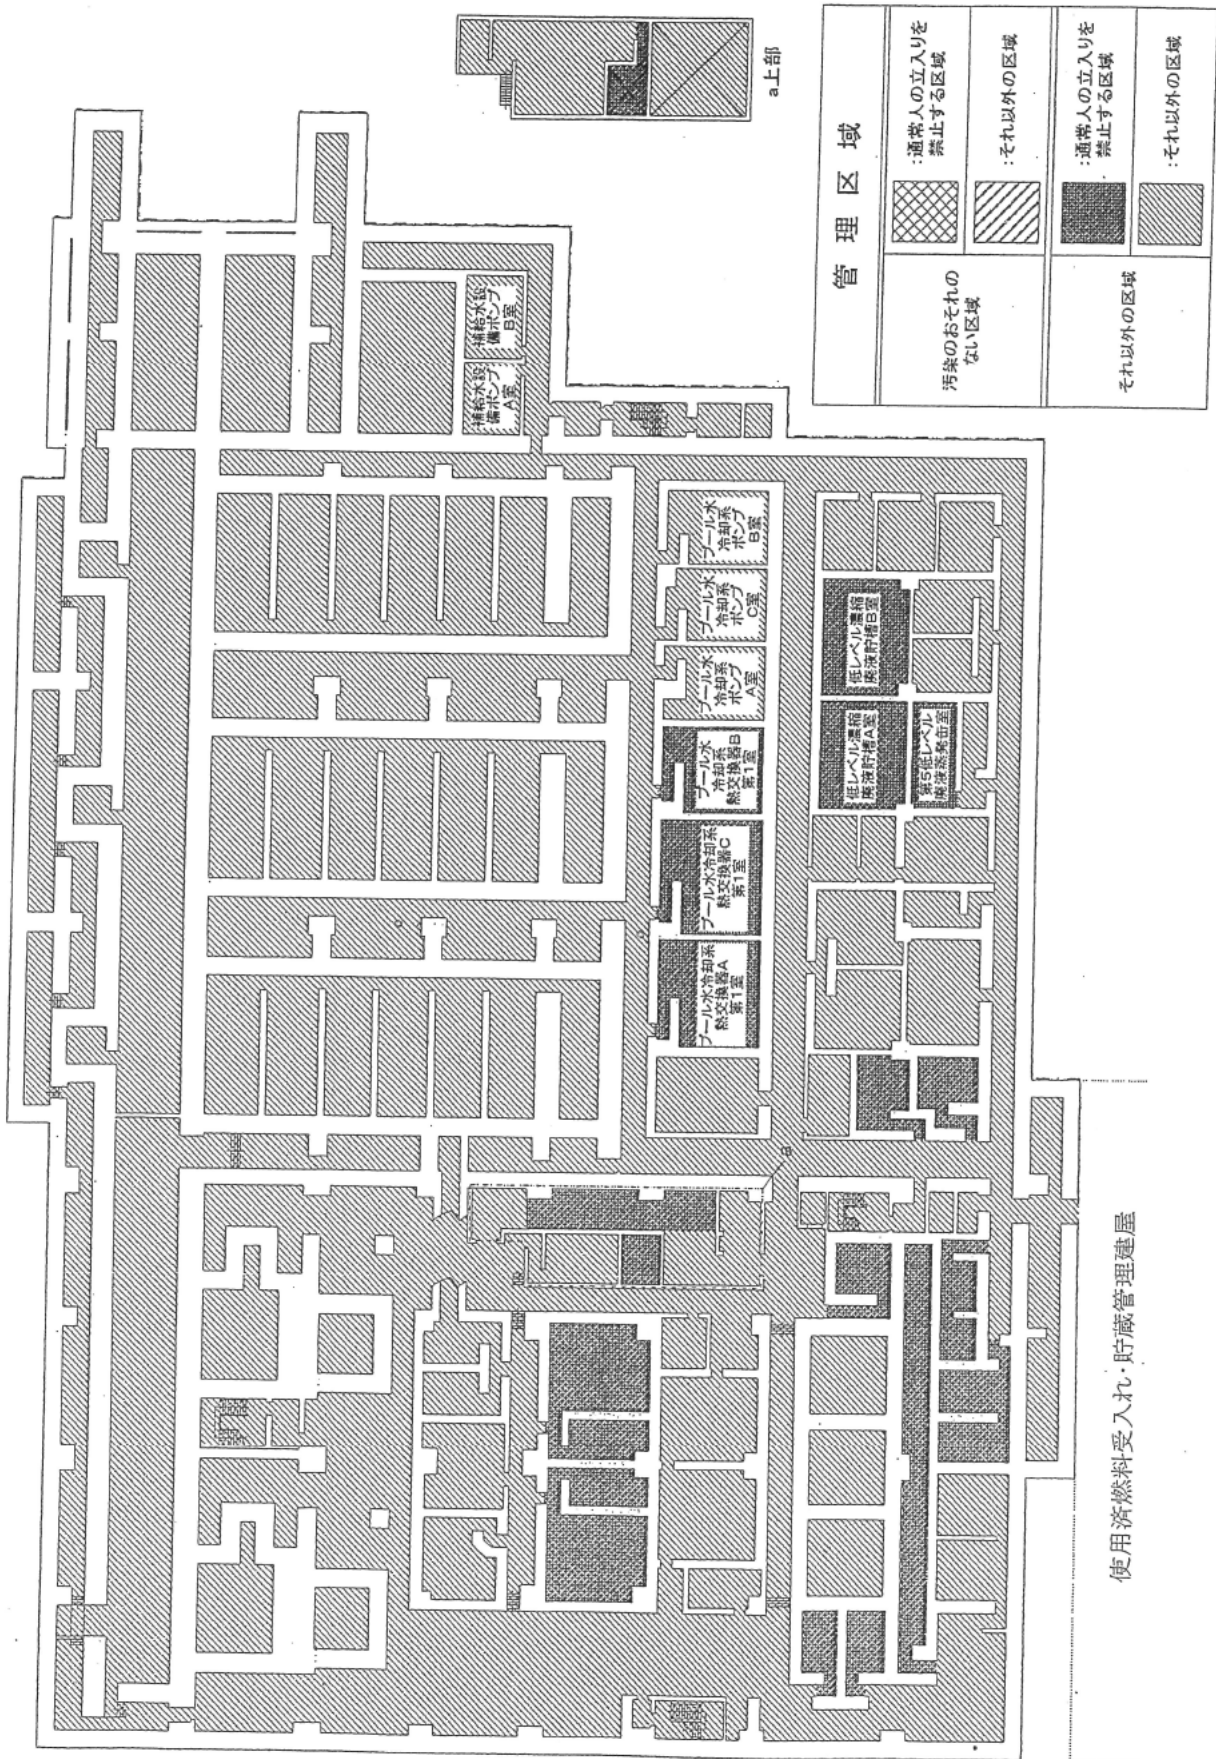 a上部
管理区域
汚染のおそれの
ない区域
:通常人の立入りを
禁止する区域
:それ以外の区域
それ以外の区域
:通常人の立入りを
禁止する区域
:それ以外の区域
補給水設
備ポンプ
A室
補給水設
備ポンプ
B室
プール水冷却系
熱交換器A
第1室
プール水冷却系
熱交換器C
第1室
プール水
冷却系
熱交換器B
第1室
プール水
冷却系
ポンプ
A室
プール水
冷却系
ポンプ
C室
プール水
冷却系
ポンプ
B室
低レベル濃縮
廃液貯槽A室
低レベル濃縮
廃液貯槽B室
第5低レベル
廃液蒸発缶室
a
使用済燃料受入れ・貯蔵管理建屋